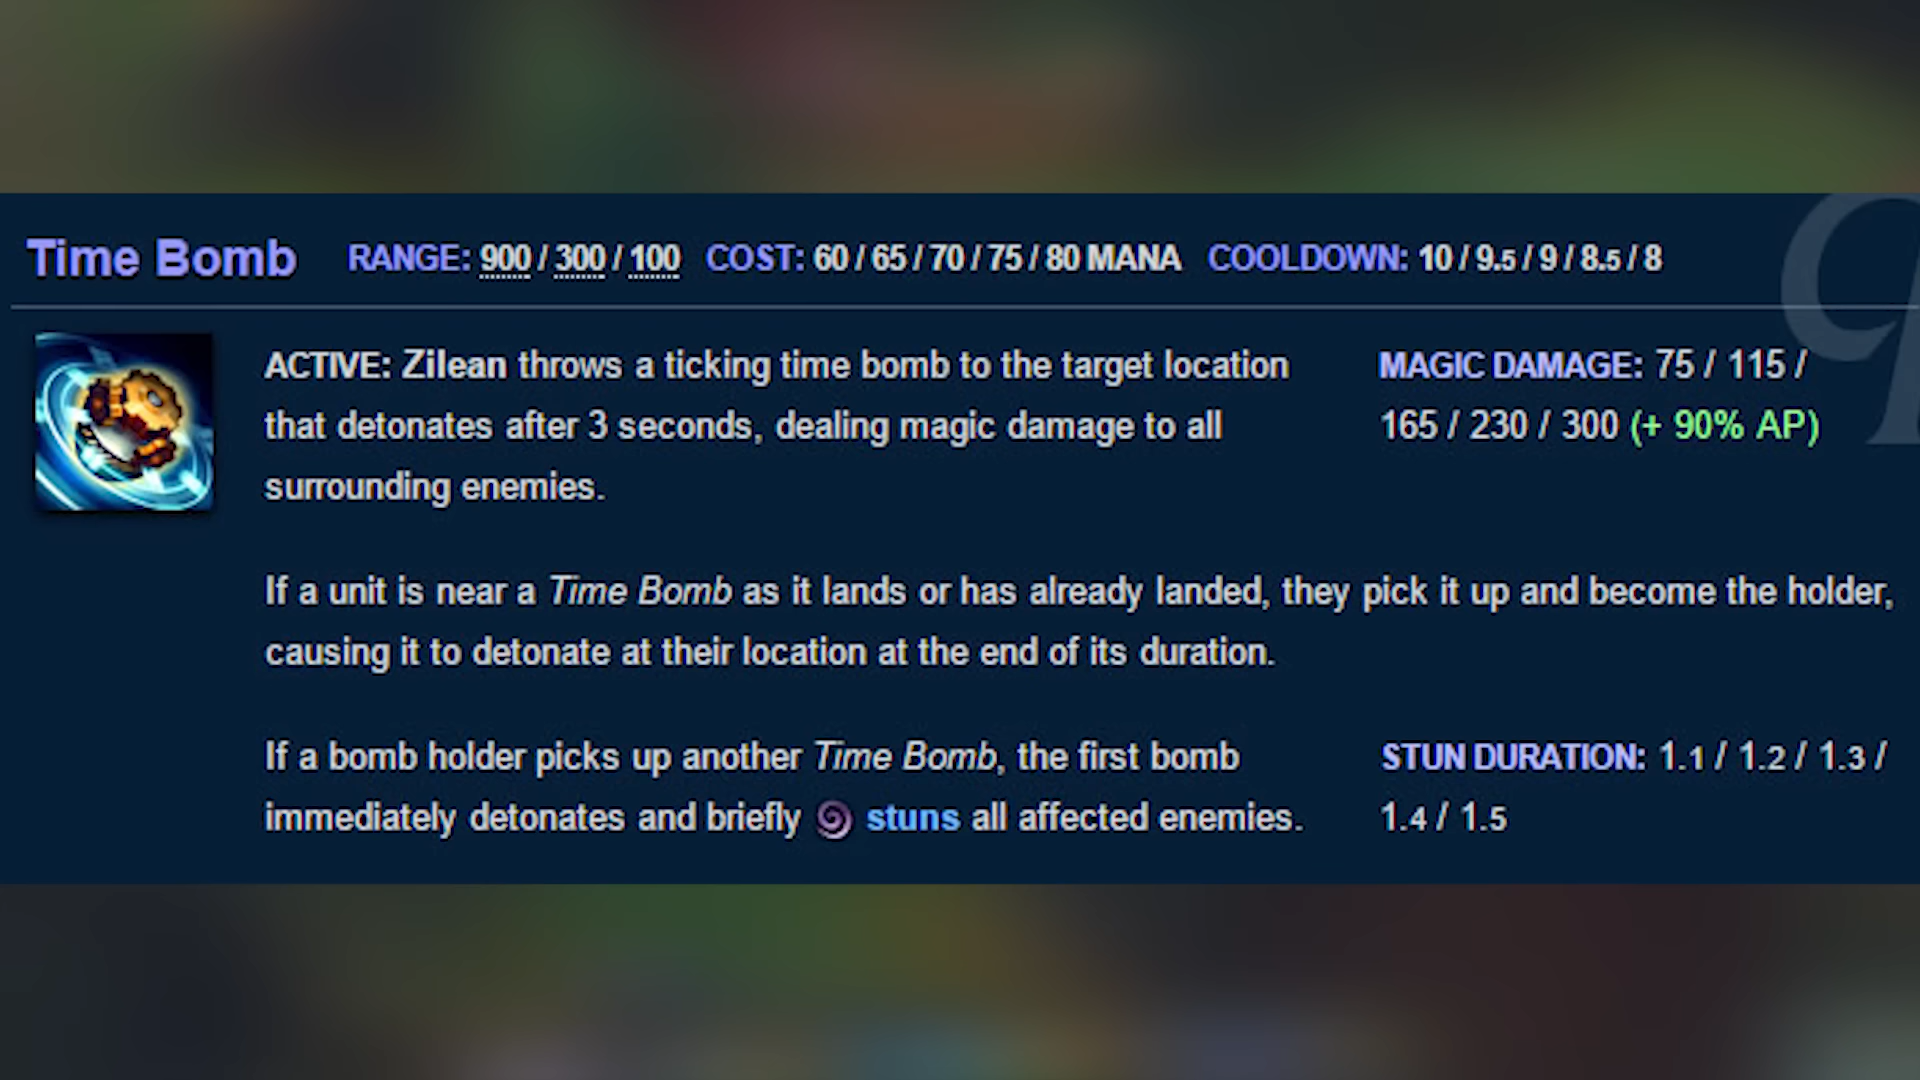 Time Bomb RANGE: 900 / 300 / 100 COST: 60 / 65 / 70 / 75 / 80 MANA COOLDOWN: 10 / 9.5 / 9 / 8.5 / 8
q
ACTIVE: Zilean throws a ticking time bomb to the target location
that detonates after 3 seconds, dealing magic damage to all
surrounding enemies.
MAGIC DAMAGE: 75 / 115 /
165 / 230 / 300 (+ 90% AP)
If a unit is near a Time Bomb as it lands or has already landed, they pick it up and become the holder,
causing it to detonate at their location at the end of its duration.
If a bomb holder picks up another Time Bomb, the first bomb
immediately detonates and briefly stuns all affected enemies.
STUN DURATION: 1.1 / 1.2 / 1.3 /
1.4 / 1.5